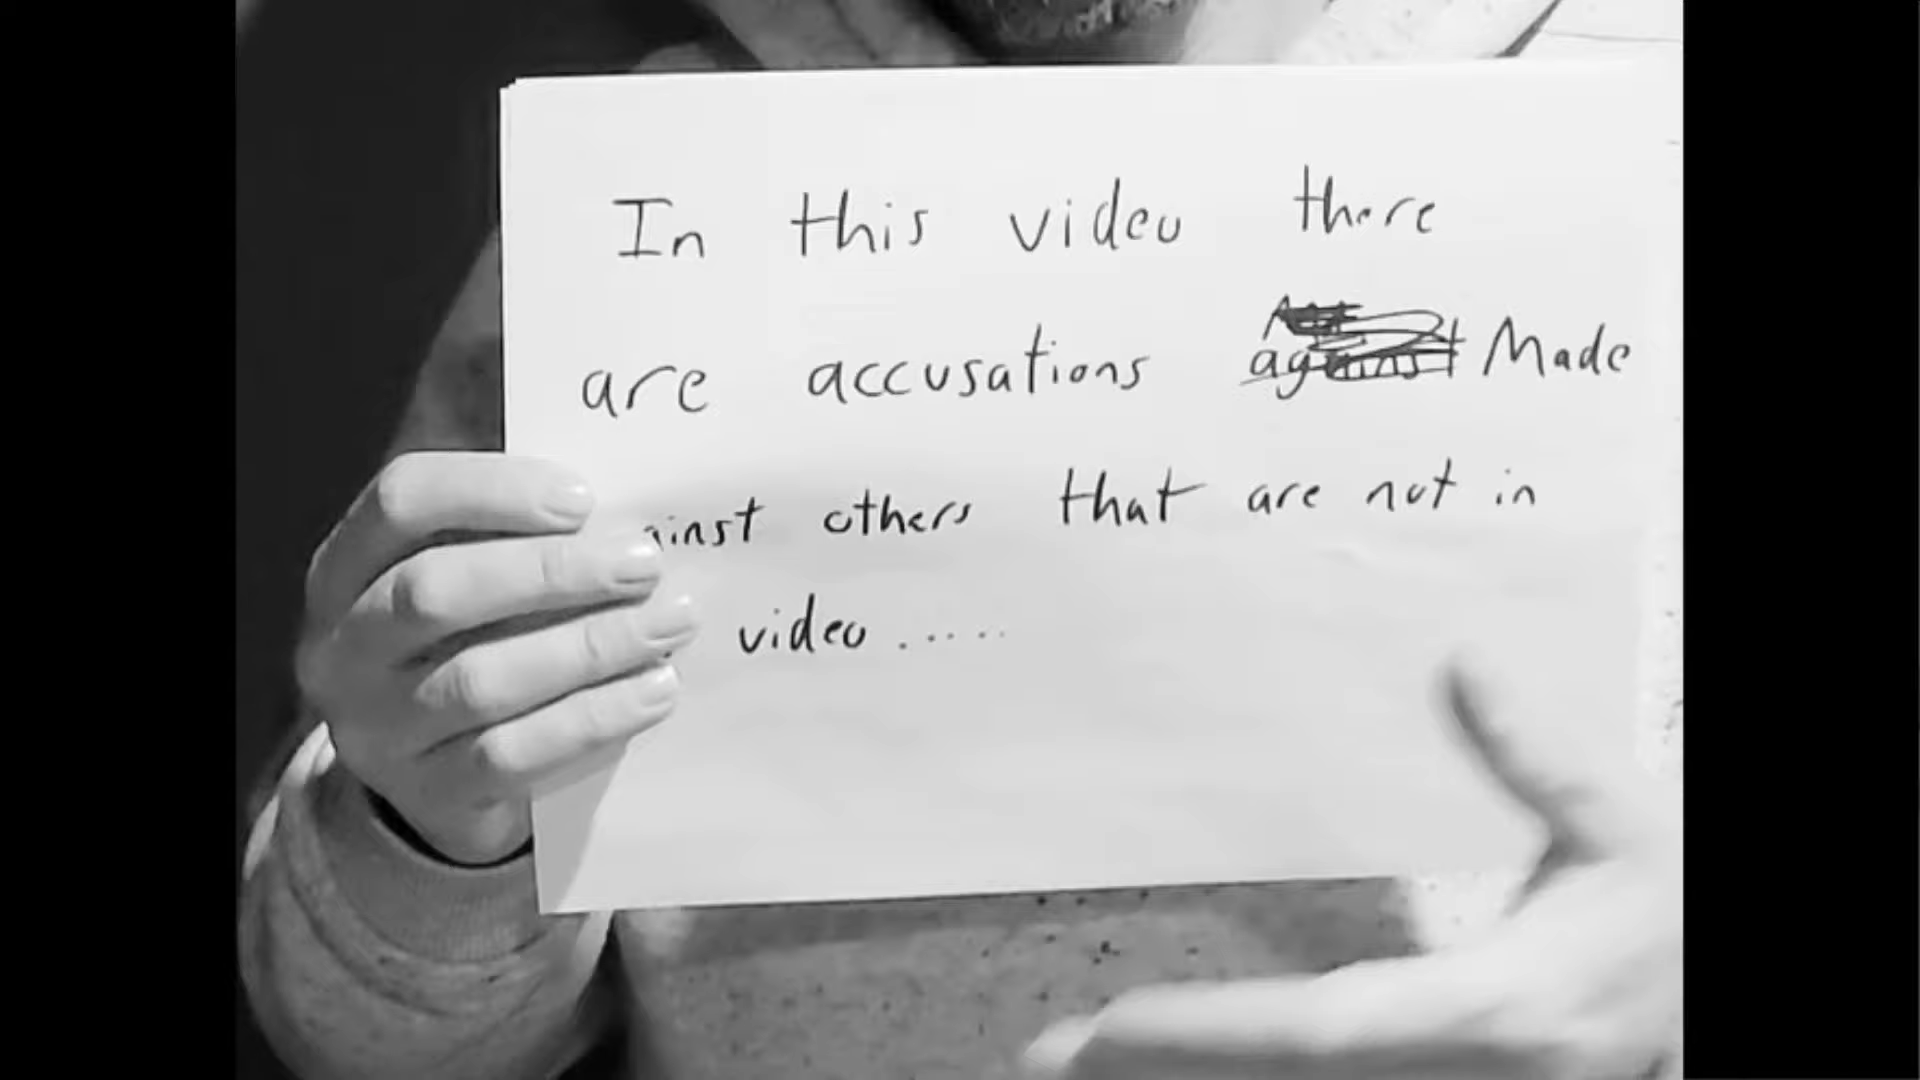 In this video there
are accusations Made
others that are not in
video.....